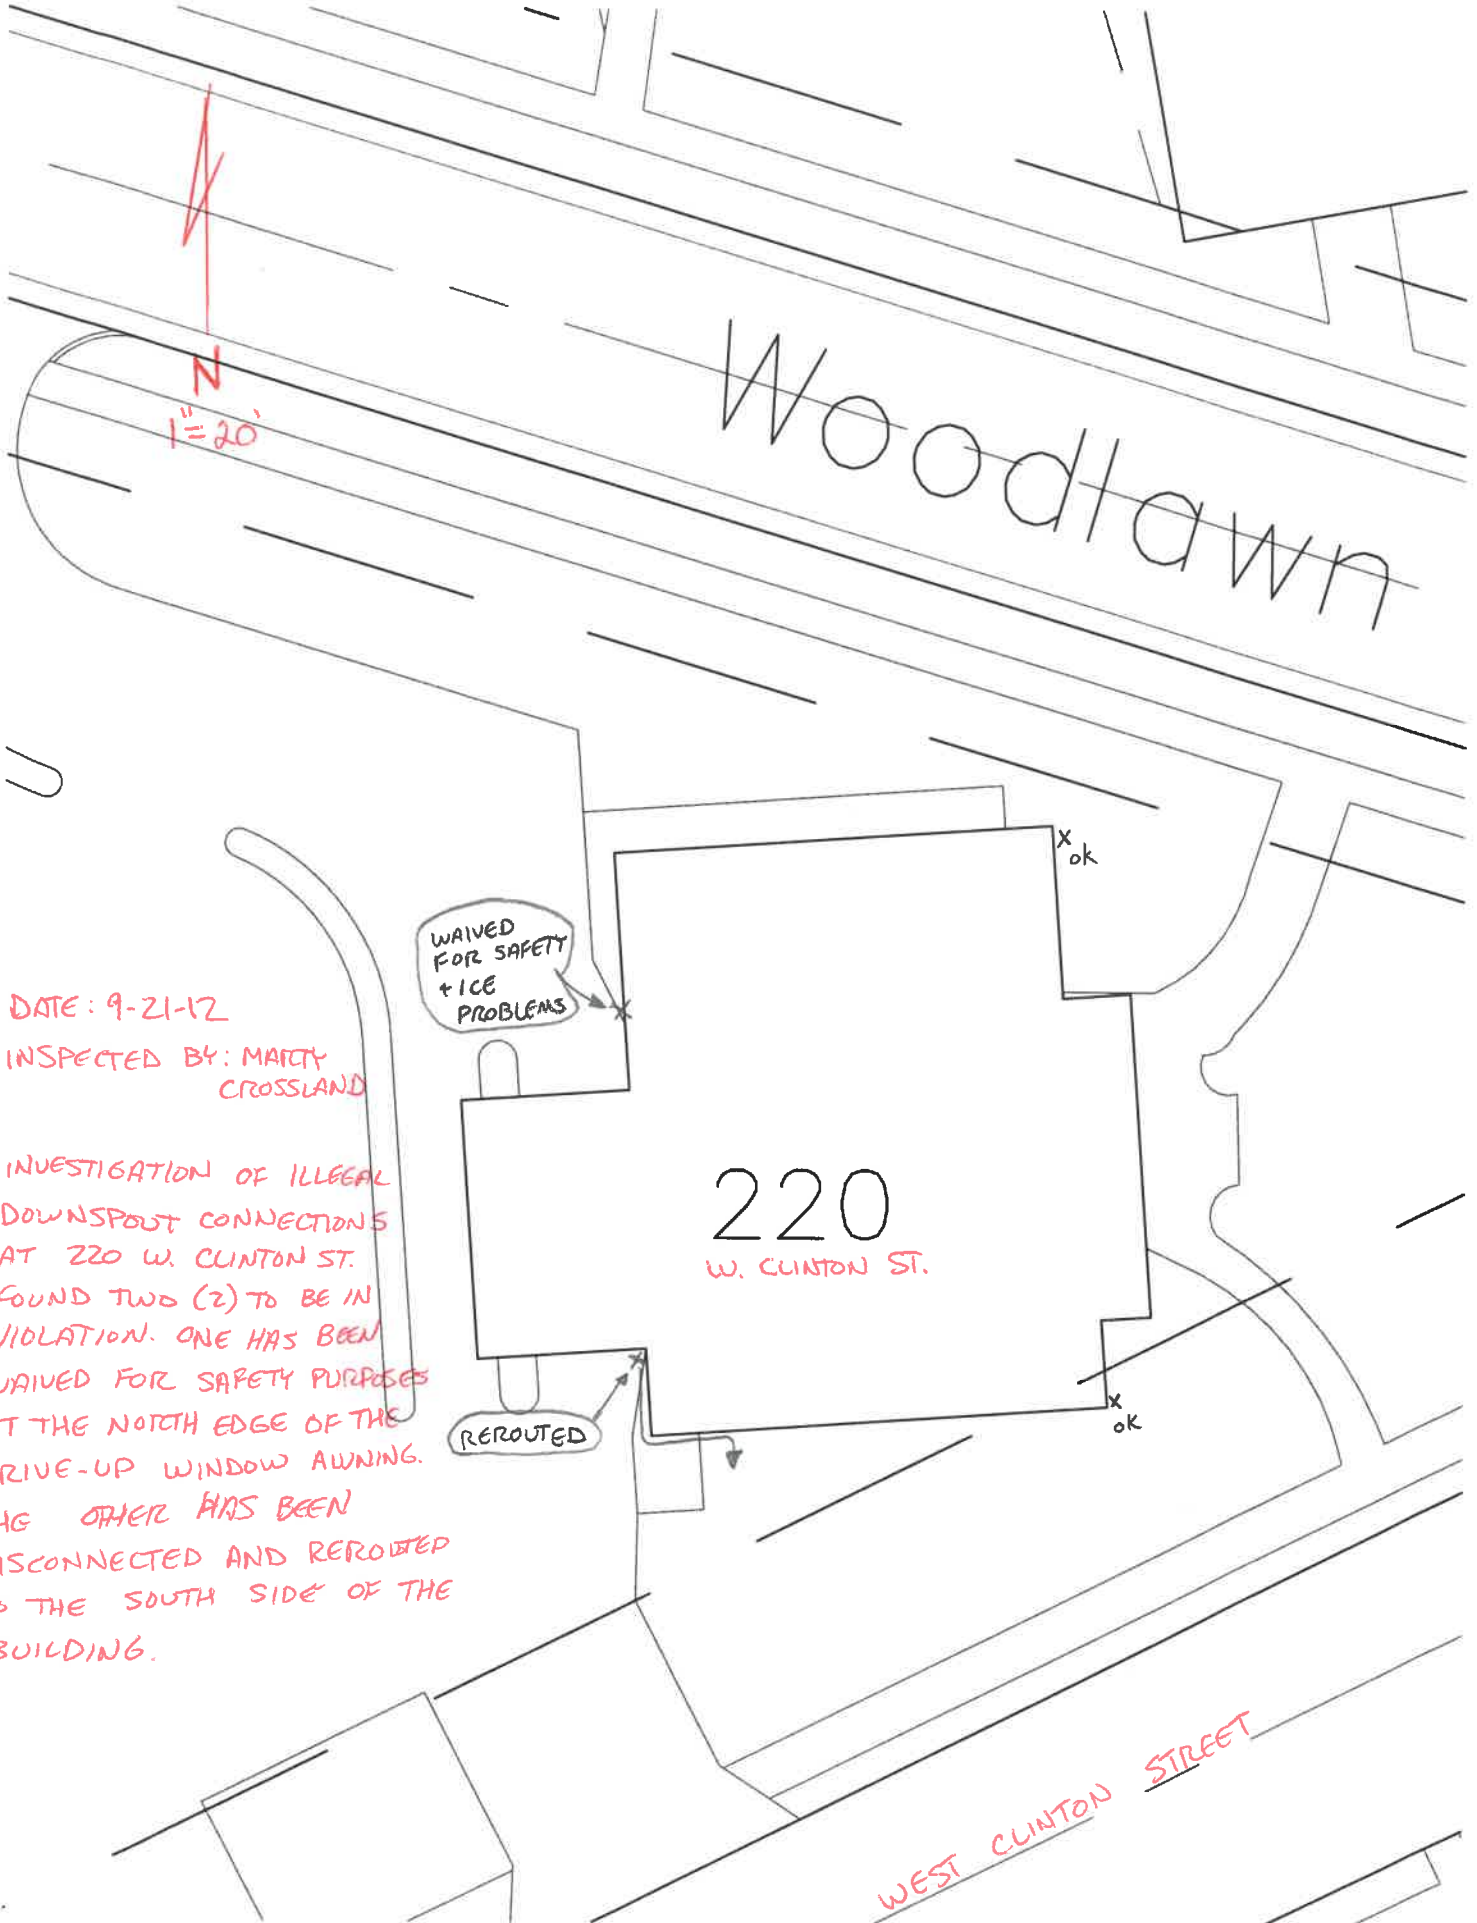 N
1"=20'
Woodlawn
x ok
WAIVED
FOR SAFETY
+ ICE
PROBLEMS
DATE: 9-21-12
INSPECTED BY: MARTY
CROSSLAND
INVESTIGATION OF ILLEGAL
DOWNSPOUT CONNECTIONS
AT 220 W. CLINTON ST.
FOUND TWO (2) TO BE IN
VIOLATION. ONE HAS BEEN
WAIVED FOR SAFETY PURPOSES
T THE NORTH EDGE OF THE
RIVE-UP WINDOW AWNING.
HE OTHER HAS BEEN
ISCONNECTED AND REROUTED
O THE SOUTH SIDE OF THE
BUILDING.
220
W. CLINTON ST.
REROUTED
x ok
WEST CLINTON STREET